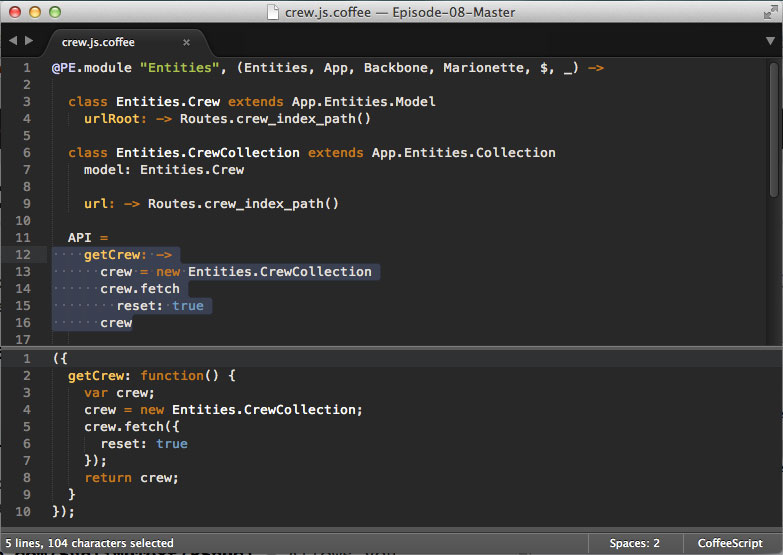 crew.js.coffee — Episode-08-Master
crew.js.coffee ×
1 @PE.module "Entities", (Entities, App, Backbone, Marionette, $, _) ->
2
3 class Entities.Crew extends App.Entities.Model
4 urlRoot: -> Routes.crew_index_path()
5
6 class Entities.CrewCollection extends App.Entities.Collection
7 model: Entities.Crew
8
9 url: -> Routes.crew_index_path()
10
11 API =
12 getCrew: ->
13 crew = new Entities.CrewCollection
14 crew.fetch
15 reset: true
16 crew
17
1 ({
2 getCrew: function() {
3 var crew;
4 crew = new Entities.CrewCollection;
5 crew.fetch({
6 reset: true
7 });
8 return crew;
9 }
10 });
5 lines, 104 characters selected Spaces: 2 CoffeeScript